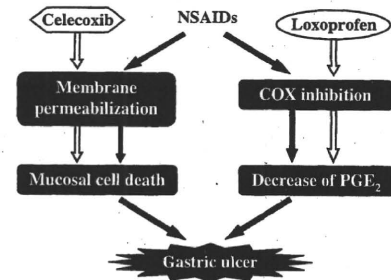 Celecoxib
NSAIDs
Loxoprofen
Membrane
permeabilization
COX inhibition
Mucosal cell death
Decrease of PGE₂
Gastric ulcer